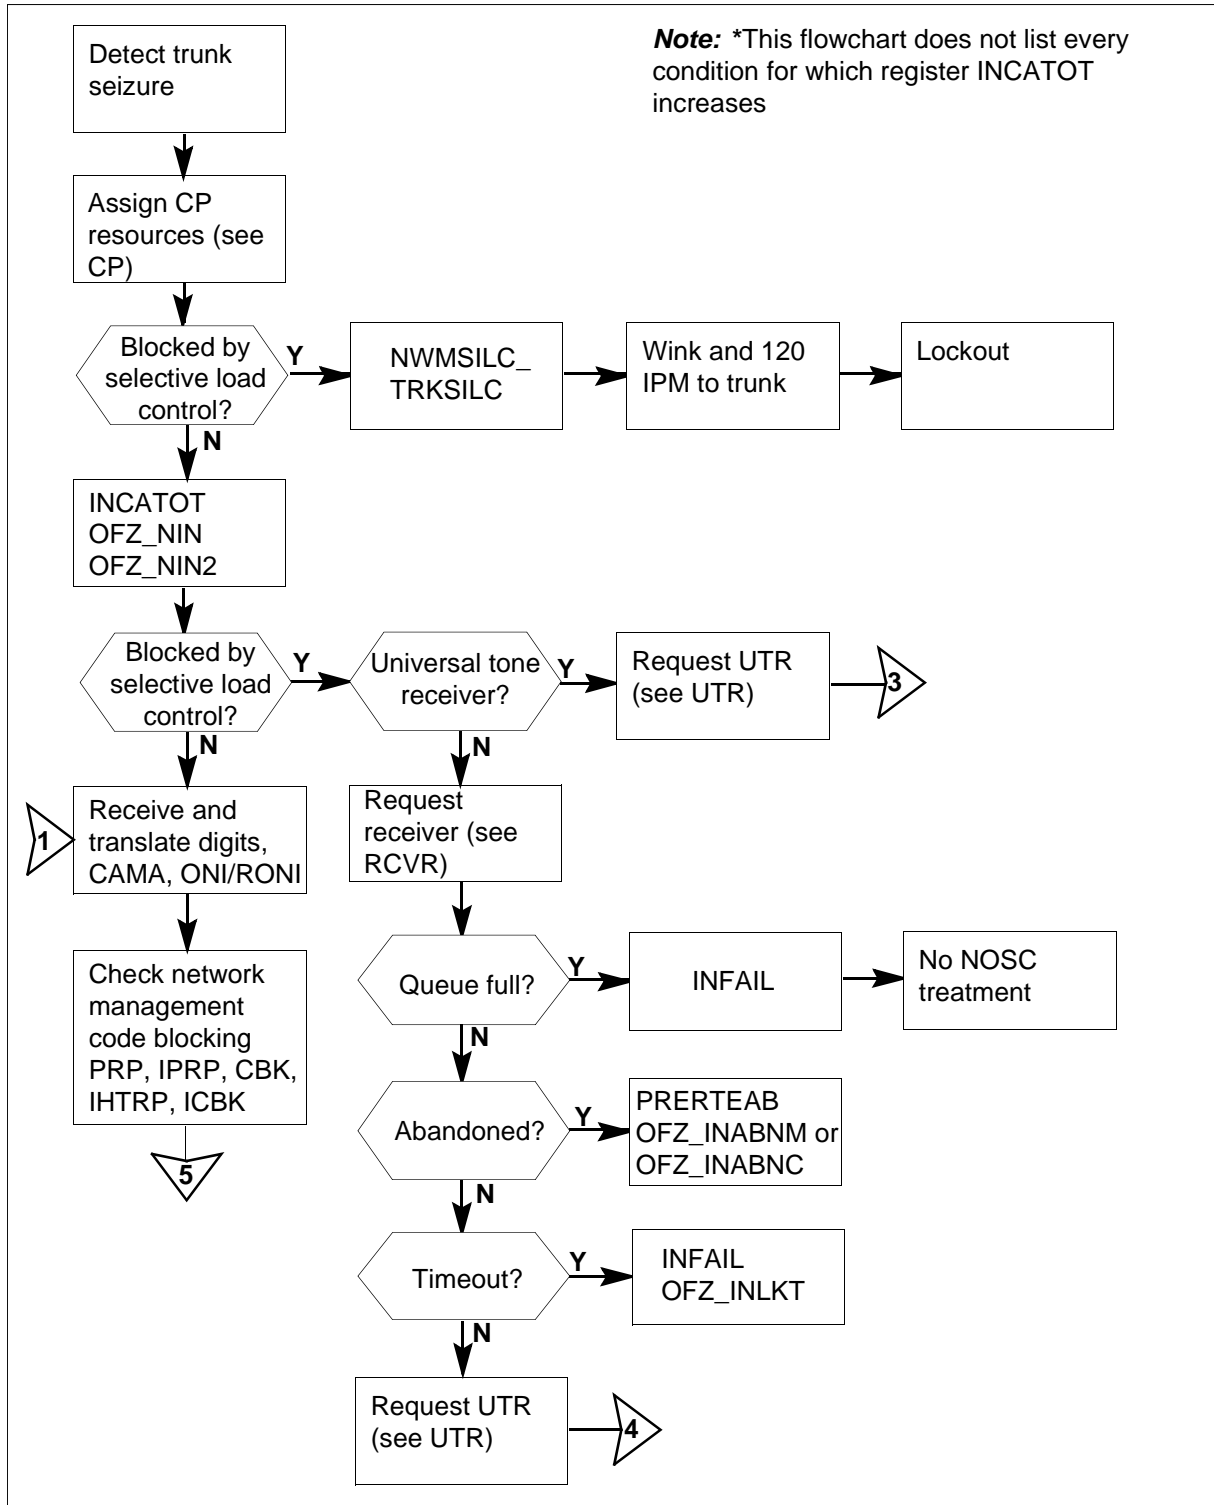 Detect trunk
seizure
Note: *This flowchart does not list every
condition for which register INCATOT
increases
Assign CP
resources (see
CP)
Blocked by
selective load
control?
Y
NWMSILC_
TRKSILC
Wink and 120
IPM to trunk
Lockout
N
INCATOT
OFZ_NIN
OFZ_NIN2
Blocked by
selective load
control?
Y
Universal tone
receiver?
Y
Request UTR
(see UTR)
3
N
N
1
Receive and
translate digits,
CAMA, ONI/RONI
Request
receiver (see
RCVR)
Check network
management
code blocking
PRP, IPRP, CBK,
IHTRP, ICBK
5
Queue full?
Y
INFAIL
No NOSC
treatment
N
Abandoned?
Y
PRERTEAB
OFZ_INABNM or
OFZ_INABNC
N
Timeout?
Y
INFAIL
OFZ_INLKT
N
Request UTR
(see UTR)
4